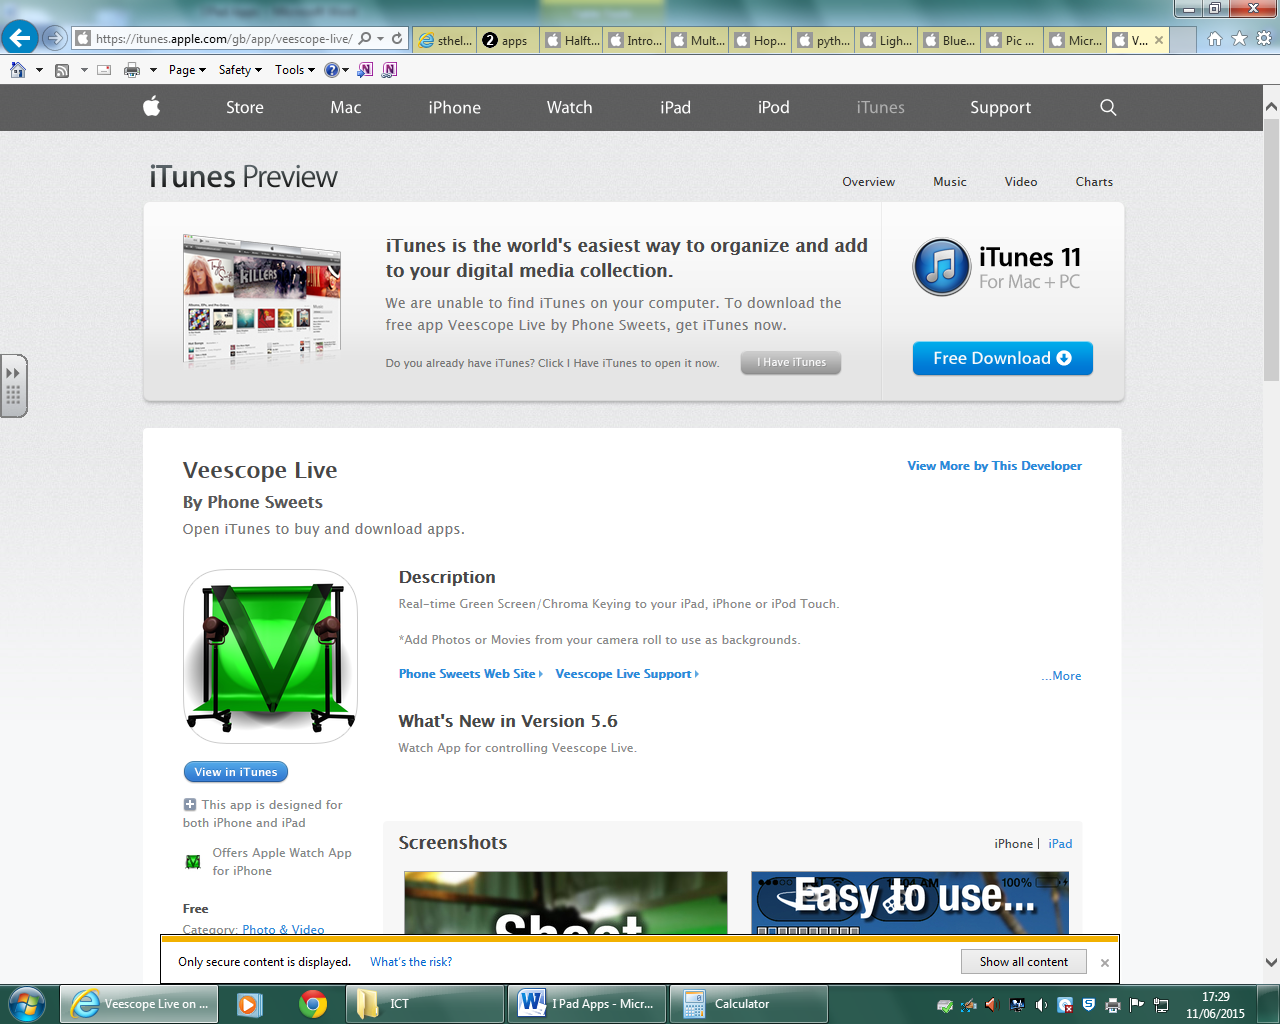 https://itunes.apple.com/gb/app/veescope-live/
sthel...
apps
Halft...
Intro...
Mult...
Hop...
pyth...
Ligh...
Blue...
Pic ...
Micr...
V...
Page
Safety
Tools
Store
Mac
iPhone
Watch
iPad
iPod
iTunes
Support
iTunes Preview
Overview
Music
Video
Charts
iTunes is the world's easiest way to organize and add
to your digital media collection.
We are unable to find iTunes on your computer. To download the
free app Veescope Live by Phone Sweets, get iTunes now.
Do you already have iTunes? Click I Have iTunes to open it now.
I Have iTunes
iTunes 11
For Mac + PC
Free Download
KILLERS
Veescope Live
View More by This Developer
By Phone Sweets
Open iTunes to buy and download apps.
Description
Real-time Green Screen/Chroma Keying to your iPad, iPhone or iPod Touch.
*Add Photos or Movies from your camera roll to use as backgrounds.
Phone Sweets Web Site
Veescope Live Support
...More
What's New in Version 5.6
Watch App for controlling Veescope Live.
View in iTunes
This app is designed for
both iPhone and iPad
Offers Apple Watch App
for iPhone
Free
Category: Photo & Video
Screenshots
iPhone |
iPad
Shoot
Easy to use...
100%
Only secure content is displayed.
What's the risk?
Show all content
Veescope Live on ...
ICT
I Pad Apps - Micr...
Calculator
17:29
11/06/2015